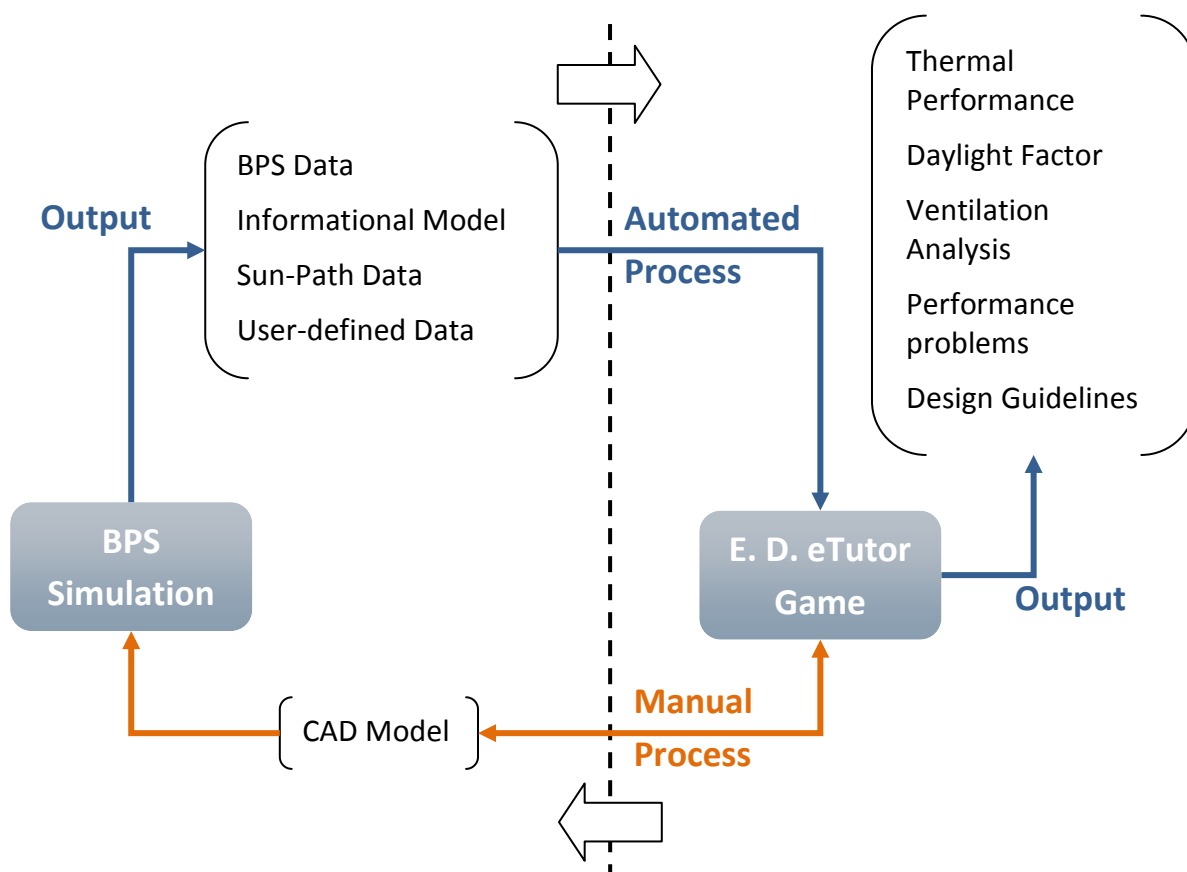 Thermal
Performance
Daylight Factor
Ventilation
Analysis
Performance
problems
Design Guidelines
BPS Data
Informational Model
Sun-Path Data
User-defined Data
Output
Automated
Process
BPS
Simulation
E. D. eTutor
Game
Output
CAD Model
Manual
Process